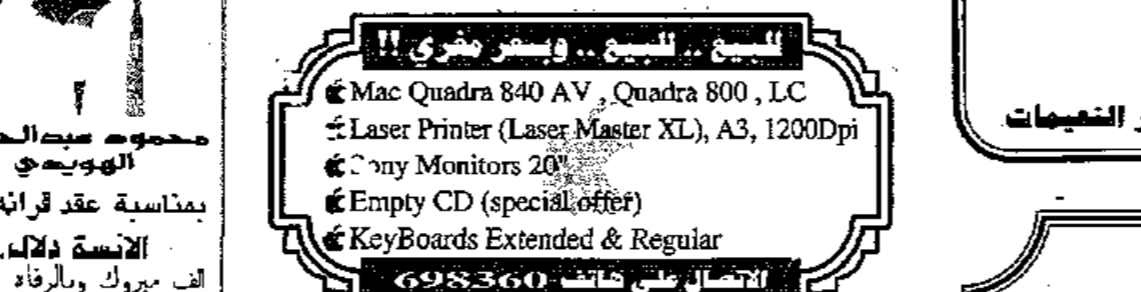 للبيع .. للبيع .. وبسعر مغري !!
Mac Quadra 840 AV , Quadra 800 , LC
Laser Printer (Laser Master XL), A3, 1200Dpi
Sony Monitors 20"
Empty CD (special offer)
KeyBoards Extended & Regular
الاتصال على هاتف 698360
النعيمات
محمود
الهويدي
بمناسبة عقد قرانه
الانسة دلال
الف مبروك وبالرفاه